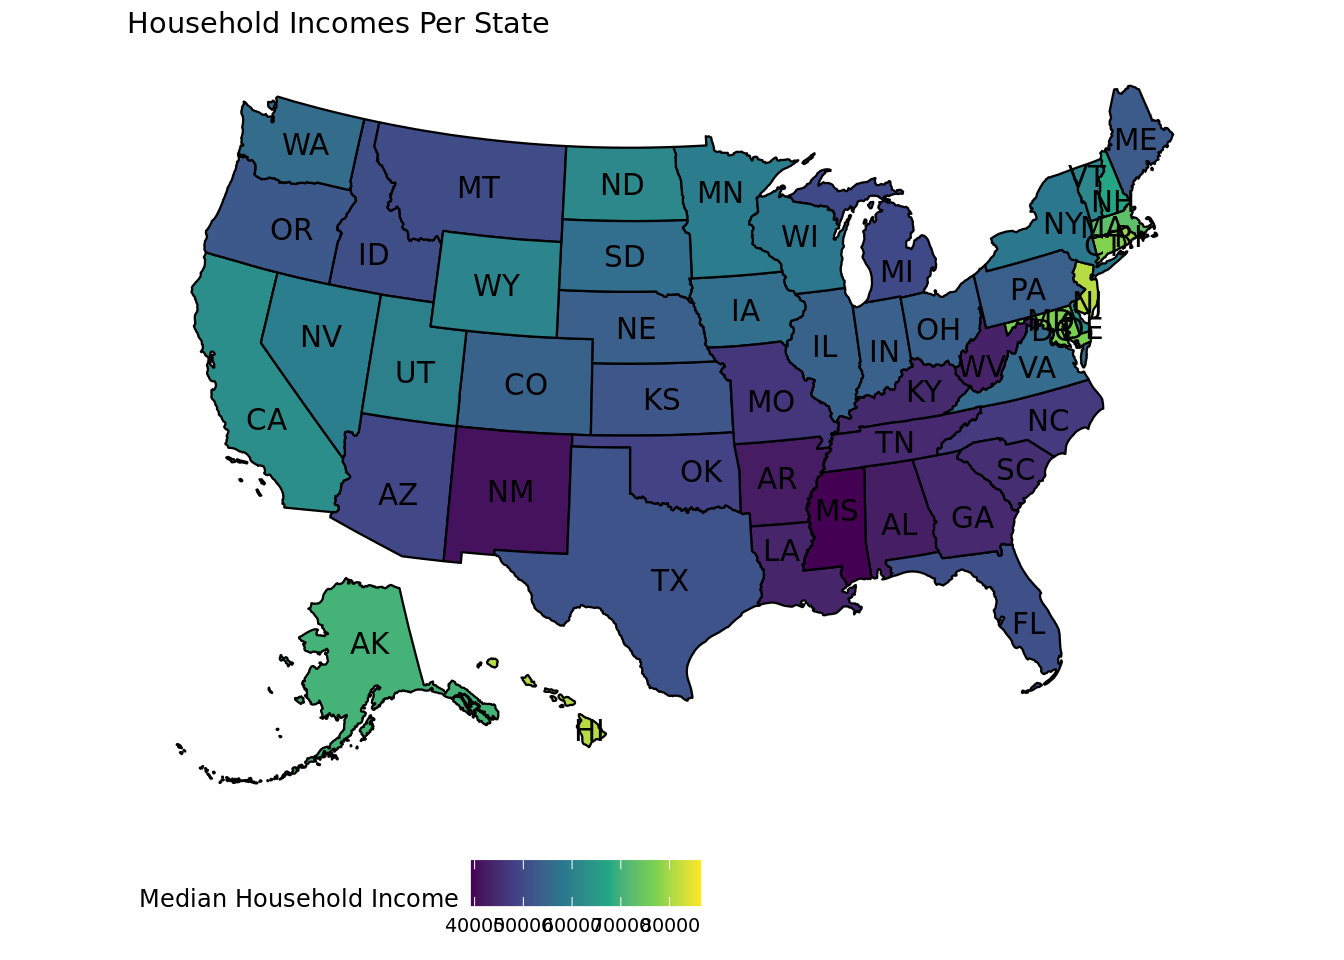 Household Incomes Per State
ME
WA
VT
ND
MT
MN
NH
NY
MA
OR
WI
CT
RI
ID
SD
MI
WY
PA
NJ
IA
MD
DC
DE
NE
OH
NV
IL
IN
WV
VA
UT
CO
KY
KS
MO
CA
NC
TN
OK
SC
AR
AZ
NM
MS
GA
AL
LA
TX
FL
AK
HI
Median Household Income
40000 50000 60000 70000 80000